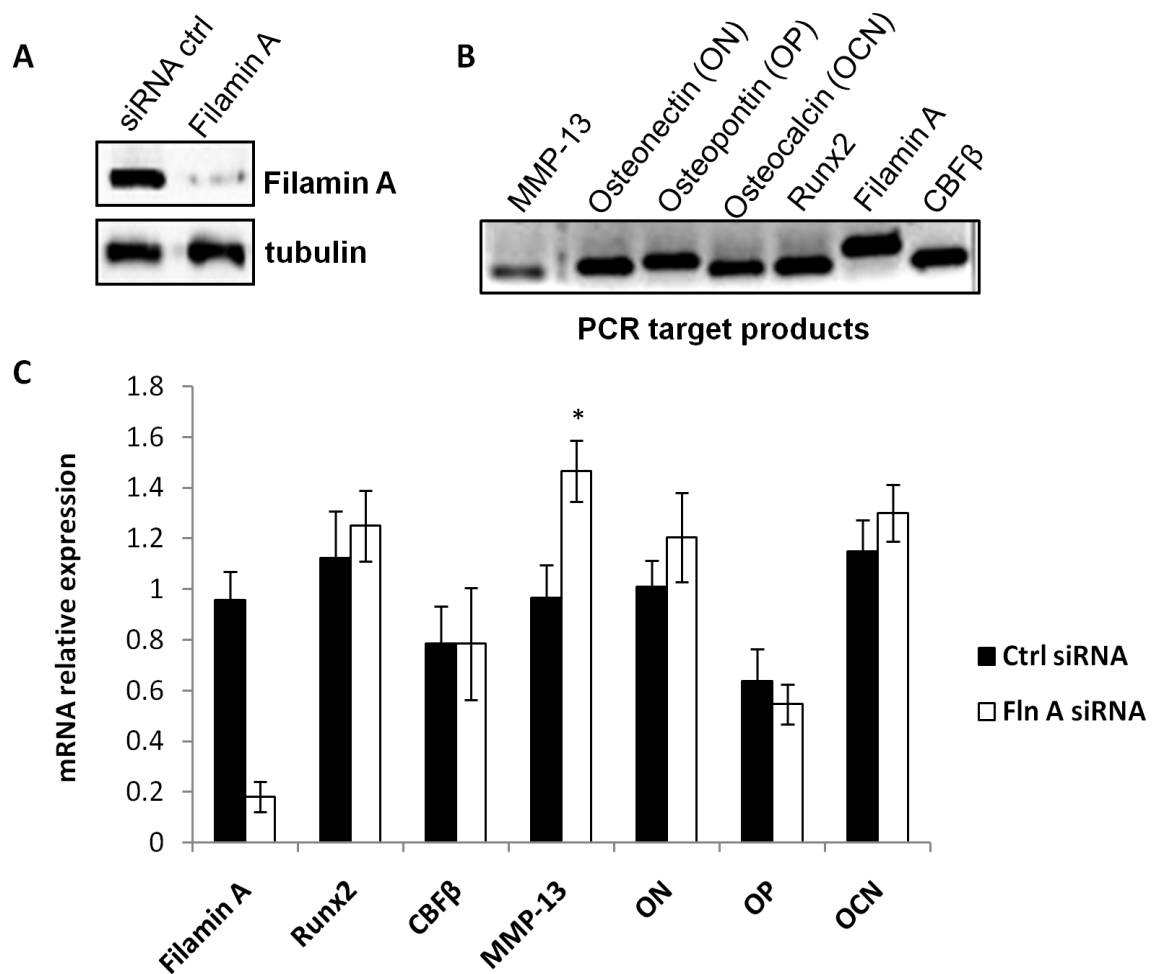 A
siRNA ctrl
Filamin A
Filamin A
tubulin
B
MMP-13
Osteonectin (ON)
Osteopontin (OP)
Osteocalcin (OCN)
Runx2
Filamin A
CBFβ
PCR target products
C
mRNA relative expression
1.8
1.6
1.4
1.2
1
0.8
0.6
0.4
0.2
0
*
Filamin A
Runx2
CBFβ
MMP-13
ON
OP
OCN
Ctrl siRNA
Fln A siRNA